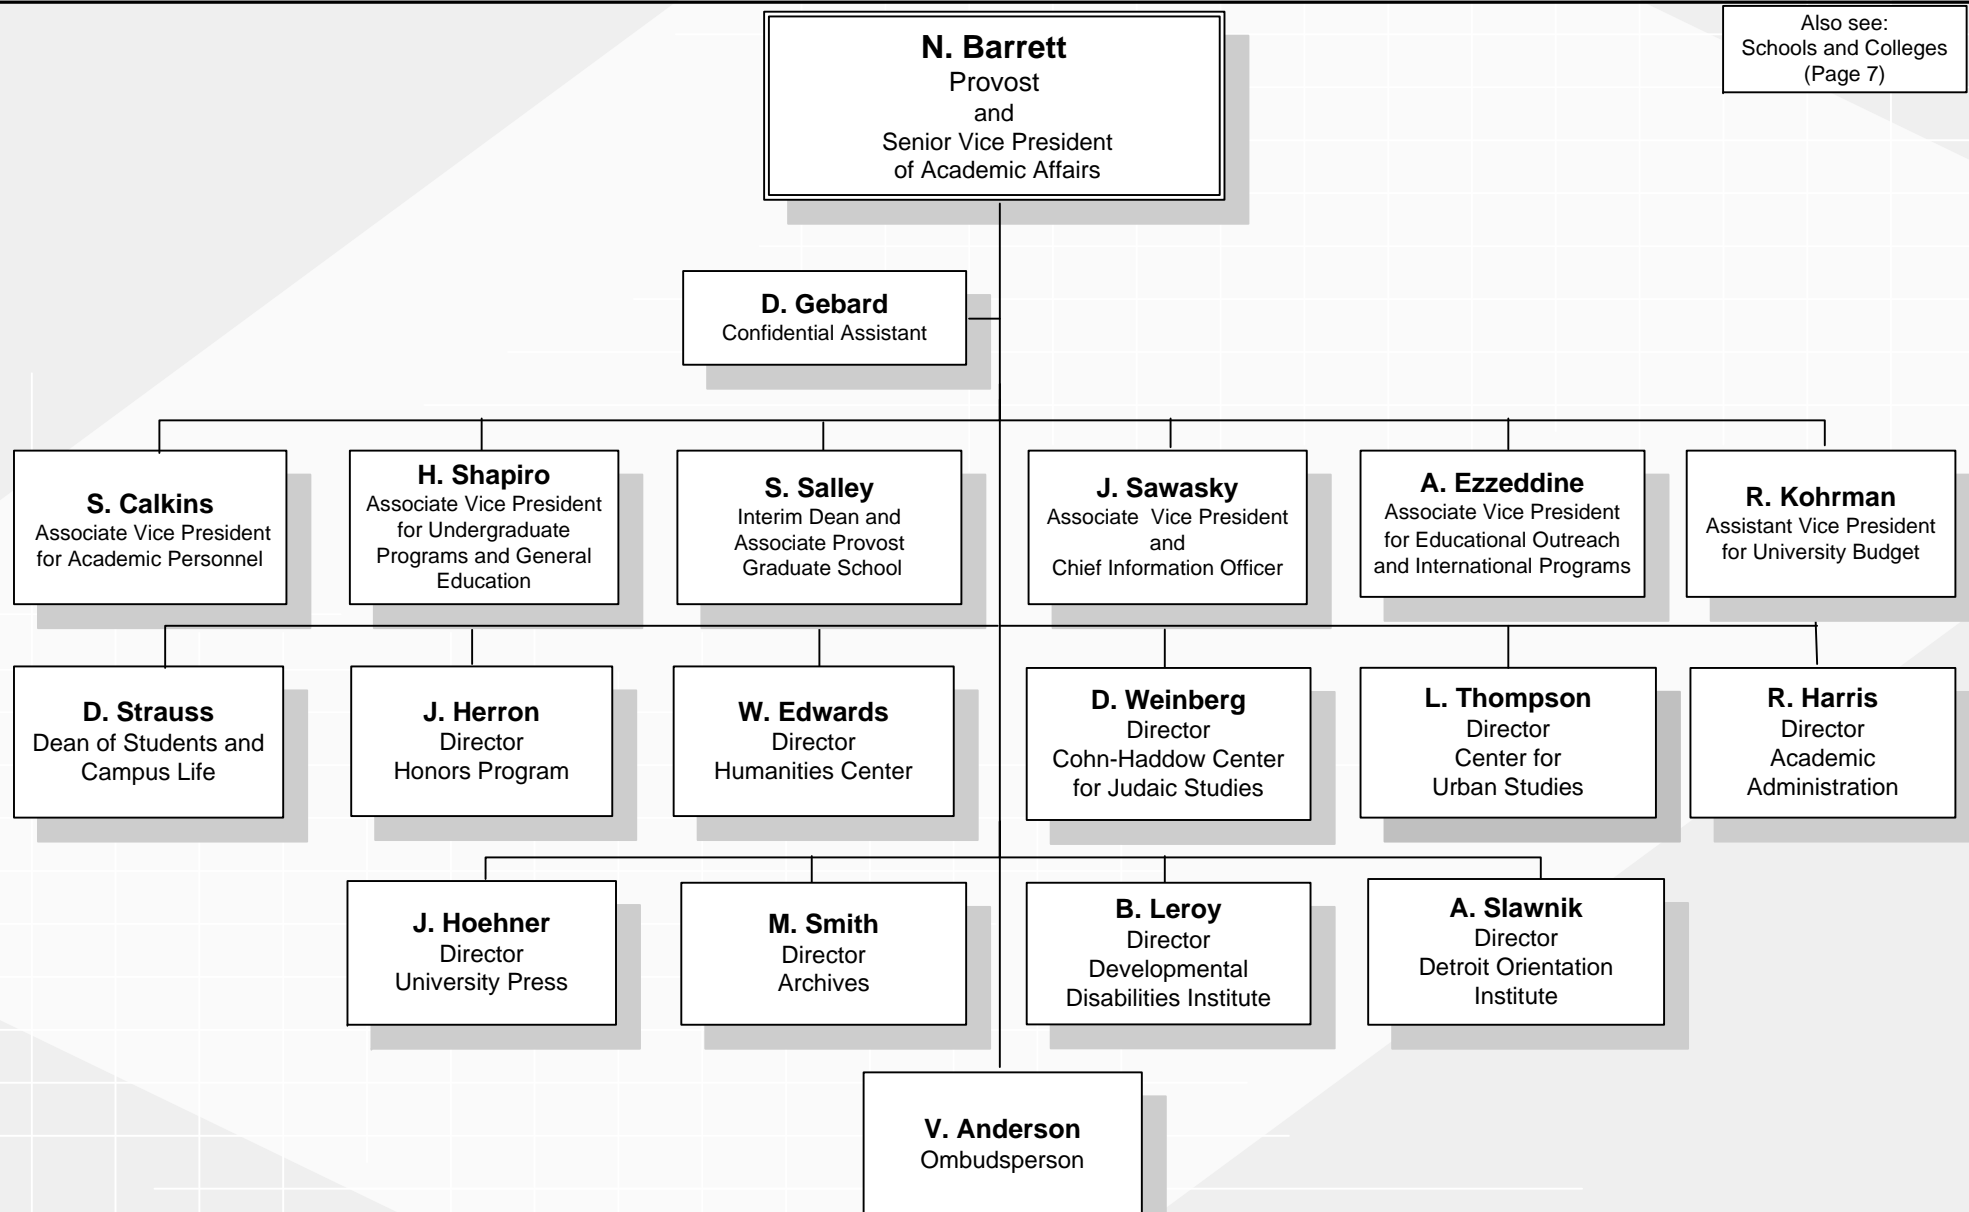 N. Barrett
Provost
and
Senior Vice President
of Academic Affairs
Also see:
Schools and Colleges
(Page 7)
D. Gebard
Confidential Assistant
S. Calkins
Associate Vice President
for Academic Personnel
H. Shapiro
Associate Vice President
for Undergraduate
Programs and General
Education
S. Salley
Interim Dean and
Associate Provost
Graduate School
J. Sawasky
Associate Vice President
and
Chief Information Officer
A. Ezzeddine
Associate Vice President
for Educational Outreach
and International Programs
R. Kohrman
Assistant Vice President
for University Budget
D. Strauss
Dean of Students and
Campus Life
J. Herron
Director
Honors Program
W. Edwards
Director
Humanities Center
D. Weinberg
Director
Cohn-Haddow Center
for Judaic Studies
L. Thompson
Director
Center for
Urban Studies
R. Harris
Director
Academic
Administration
J. Hoehner
Director
University Press
M. Smith
Director
Archives
B. Leroy
Director
Developmental
Disabilities Institute
A. Slawnik
Director
Detroit Orientation
Institute
V. Anderson
Ombudsperson